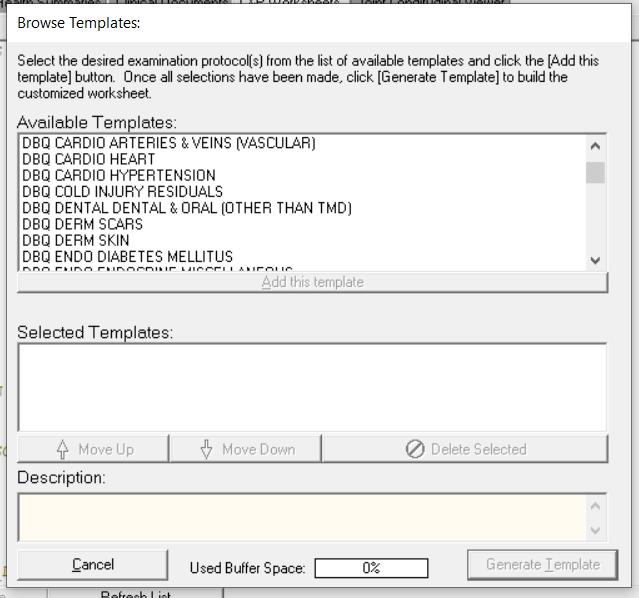 Health Summaries Clinical Documents C&P Worksheets Joint Longitudinal Viewer
Browse Templates:
Select the desired examination protocol(s) from the list of available templates and click the [Add this
template] button. Once all selections have been made, click [Generate Template] to build the
customized worksheet.
Available Templates:
DBQ CARDIO ARTERIES & VEINS (VASCULAR)
DBQ CARDIO HEART
DBQ CARDIO HYPERTENSION
DBQ COLD INJURY RESIDUALS
DBQ DENTAL DENTAL & ORAL (OTHER THAN TMD)
DBQ DERM SCARS
DBQ DERM SKIN
DBQ ENDO DIABETES MELLITUS
DBQ ENDO ENDOCRINE MISCELLANEOUS
Add this template
Selected Templates:
Move Up Move Down Delete Selected
Description:
Cancel Used Buffer Space: 0% Generate Template
Refresh List